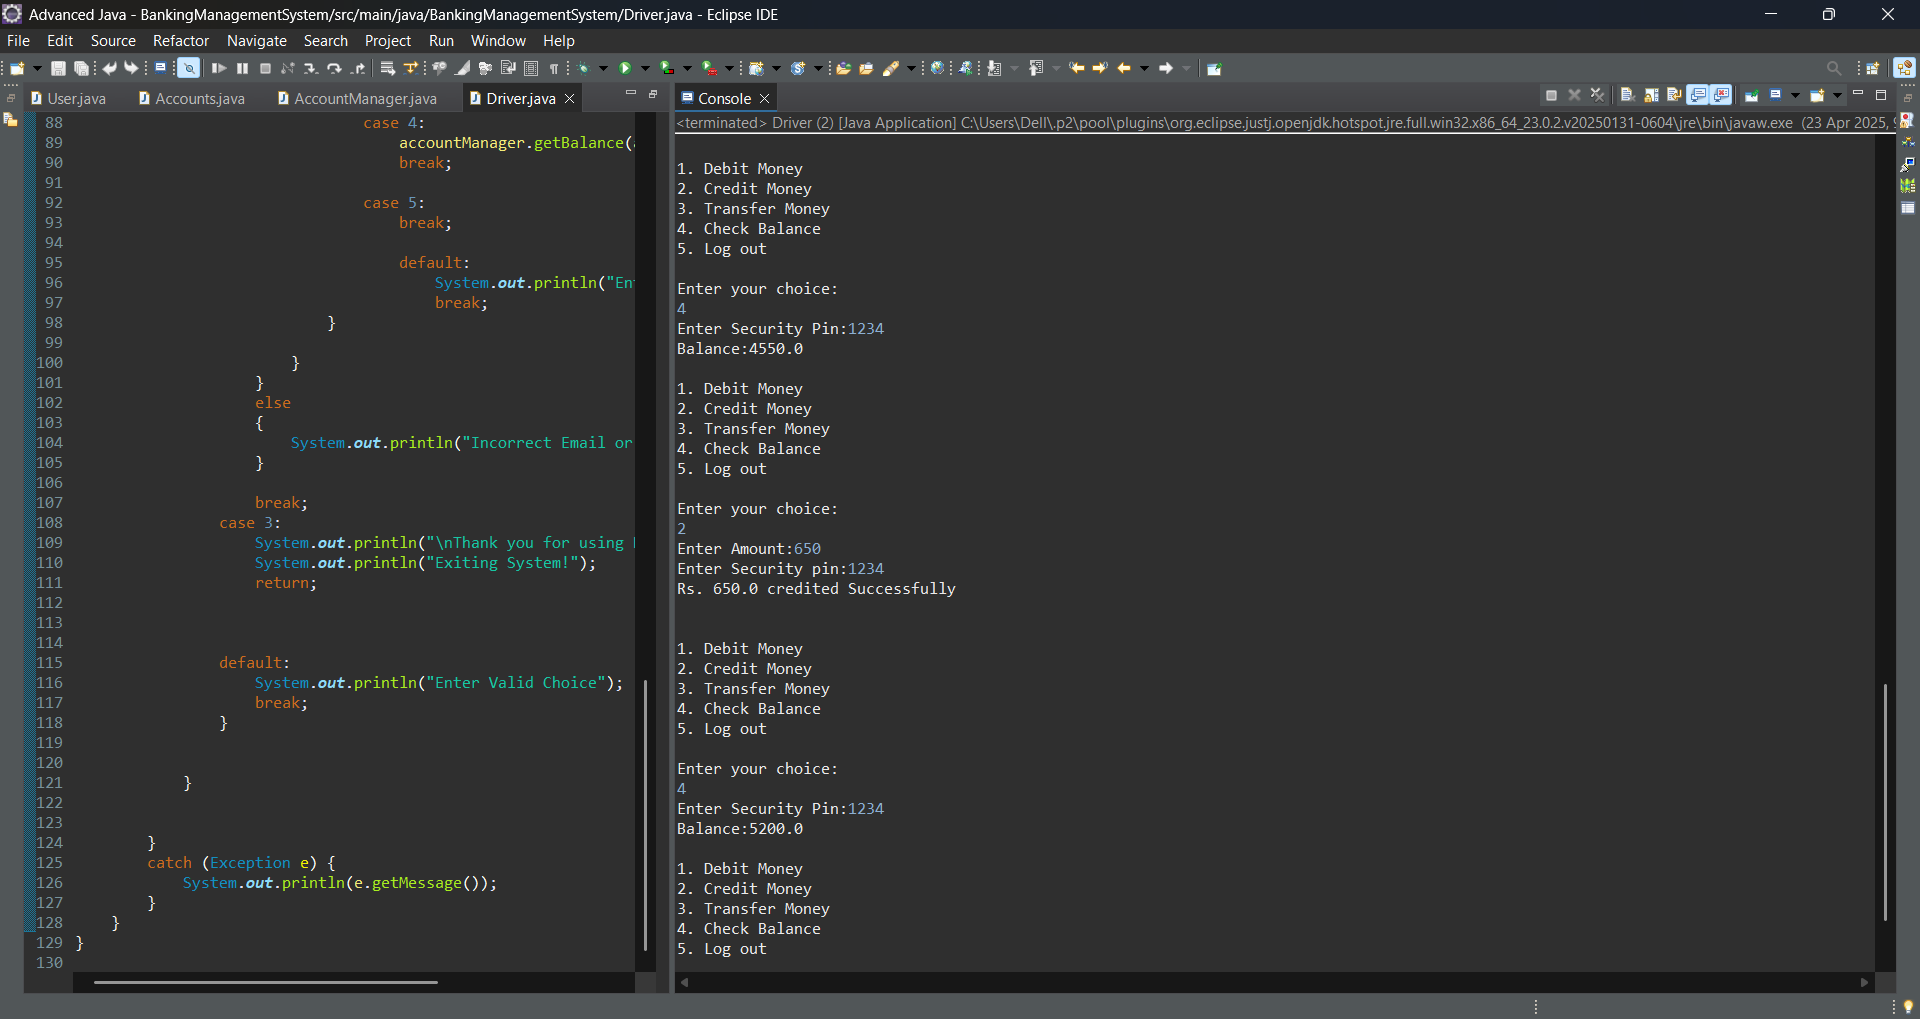 Advanced Java - BankingManagementSystem/src/main/java/BankingManagementSystem/Driver.java - Eclipse IDE
File Edit Source Refactor Navigate Search Project Run Window Help
User.java Accounts.java AccountManager.java Driver.java
88 case 4:
89 accountManager.getBalance(
90 break;
91
92 case 5:
93 break;
94
95 default:
96 System.out.println("En
97 break;
98 }
99
100 }
101 }
102 else
103 {
104 System.out.println("Incorrect Email or
105 }
106
107 break;
108 case 3:
109 System.out.println("\nThank you for using
110 System.out.println("Exiting System!");
111 return;
112
113
114
115 default:
116 System.out.println("Enter Valid Choice");
117 break;
118 }
119
120
121 }
122
123
124 }
125 catch (Exception e) {
126 System.out.println(e.getMessage());
127 }
128 }
129 }
130
Console
<terminated> Driver (2) [Java Application] C:\Users\Dell\.p2\pool\plugins\org.eclipse.justj.openjdk.hotspot.jre.full.win32.x86_64_23.0.2.v20250131-0604\jre\bin\javaw.exe (23 Apr 2025,
1. Debit Money
2. Credit Money
3. Transfer Money
4. Check Balance
5. Log out
Enter your choice:
4
Enter Security Pin:1234
Balance:4550.0
1. Debit Money
2. Credit Money
3. Transfer Money
4. Check Balance
5. Log out
Enter your choice:
2
Enter Amount:650
Enter Security pin:1234
Rs. 650.0 credited Successfully
1. Debit Money
2. Credit Money
3. Transfer Money
4. Check Balance
5. Log out
Enter your choice:
4
Enter Security Pin:1234
Balance:5200.0
1. Debit Money
2. Credit Money
3. Transfer Money
4. Check Balance
5. Log out